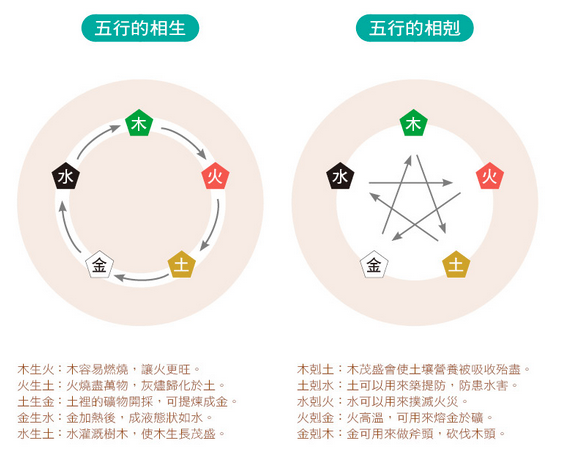 五行的相生
木
火
土
金
水
木生火：木容易燃燒，讓火更旺。
火生土：火燒盡萬物，灰燼歸化於土。
土生金：土裡的礦物開採，可提煉成金。
金生水：金加熱後，成液態狀如水。
水生土：水灌溉樹木，使木生長茂盛。
五行的相剋
木
火
土
金
水
木剋土：木茂盛會使土壤營養被吸收殆盡。
土剋水：土可以用來築提防，防患水害。
水剋火：水可以用來撲滅火災。
火剋金：火高溫，可用來熔金於礦。
金剋木：金可用來做斧頭，砍伐木頭。